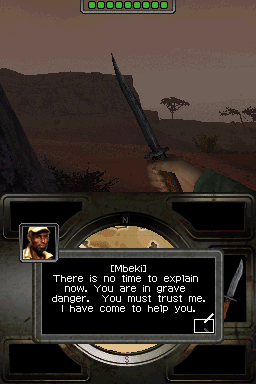 N
[Mbeki]
There is no time to explain
now. You are in grave
danger.  You must trust me.
I have come to help you.
S